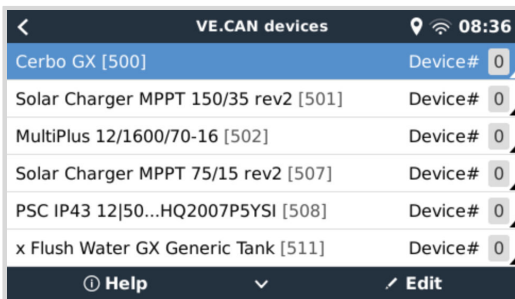 VE.CAN devices 08:36
Cerbo GX [500] Device# 0
Solar Charger MPPT 150/35 rev2 [501] Device# 0
MultiPlus 12/1600/70-16 [502] Device# 0
Solar Charger MPPT 75/15 rev2 [507] Device# 0
PSC IP43 12|50...HQ2007P5YSI [508] Device# 0
x Flush Water GX Generic Tank [511] Device# 0
Help Edit